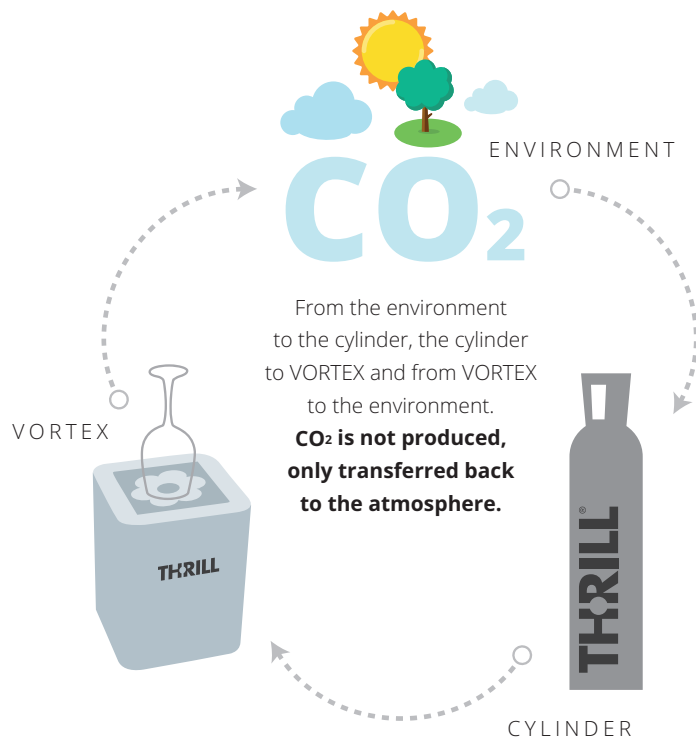 CO2
ENVIRONMENT
From the environment
to the cylinder, the cylinder
to VORTEX and from VORTEX
to the environment.
CO2 is not produced,
only transferred back
to the atmosphere.
VORTEX
THRILL
THRILL®
CYLINDER